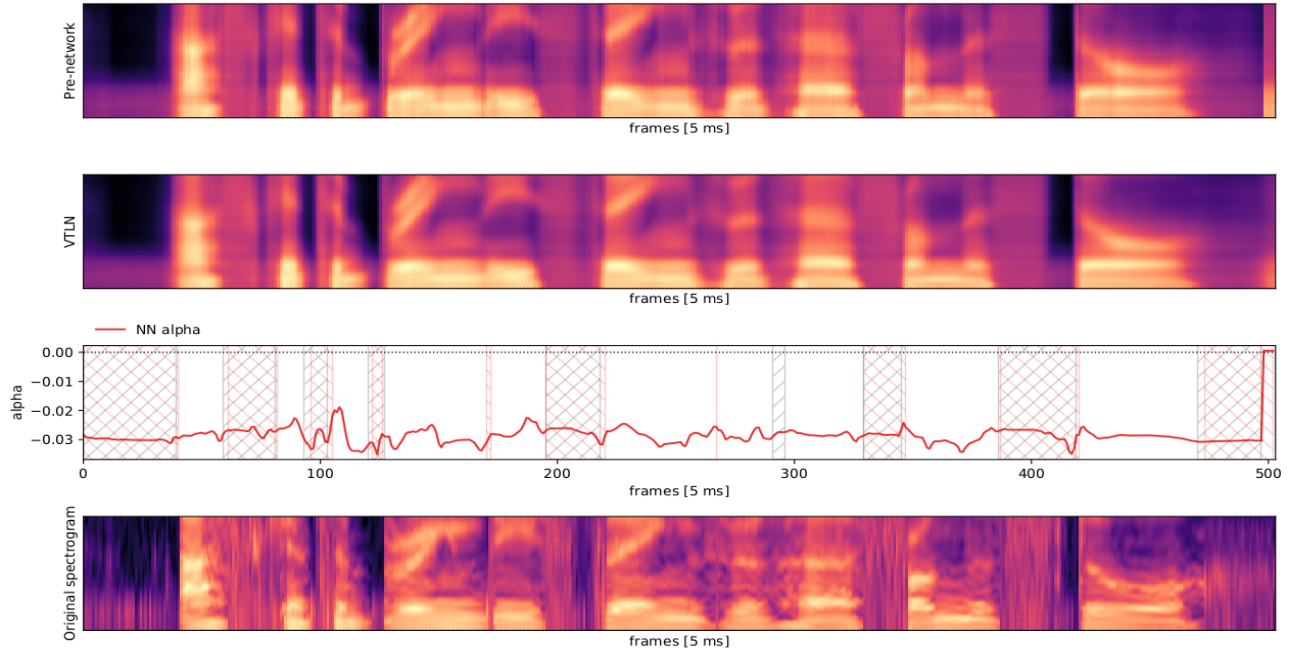 Pre-network
frames [5 ms]
VTLN
frames [5 ms]
NN alpha
alpha
0.00
−0.01
−0.02
−0.03
0 100 200 300 400 500
frames [5 ms]
Original spectrogram
frames [5 ms]